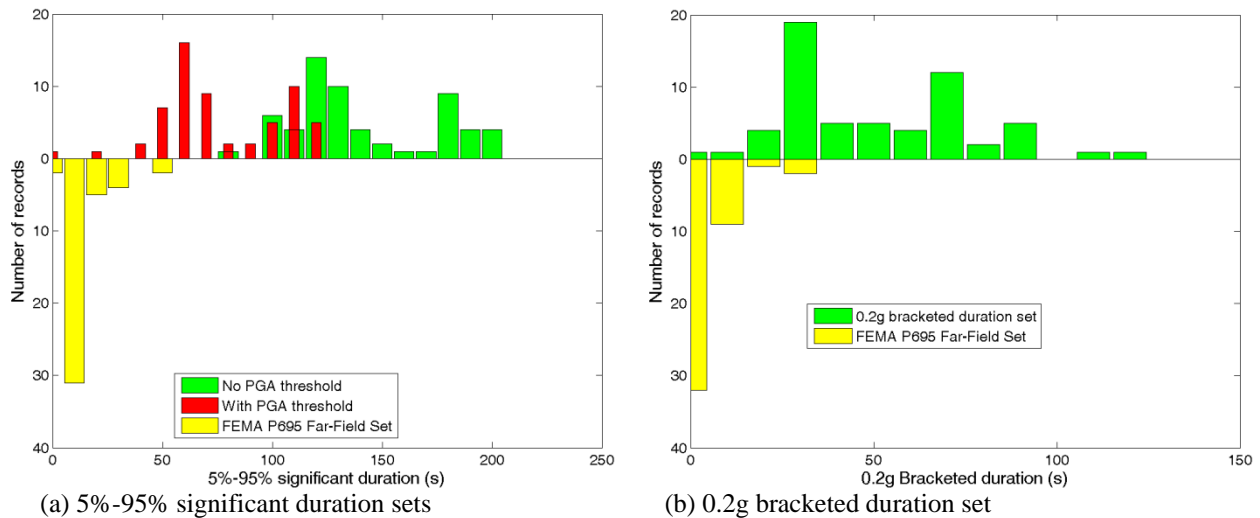 20
10
0
10
20
30
40
Number of records
No PGA threshold
With PGA threshold
FEMA P695 Far-Field Set
0 50 100 150 200 250
5%-95% significant duration (s)
(a) 5%-95% significant duration sets
20
10
0
10
20
30
40
Number of records
0.2g bracketed duration set
FEMA P695 Far-Field Set
0 50 100 150
0.2g Bracketed duration (s)
(b) 0.2g bracketed duration set